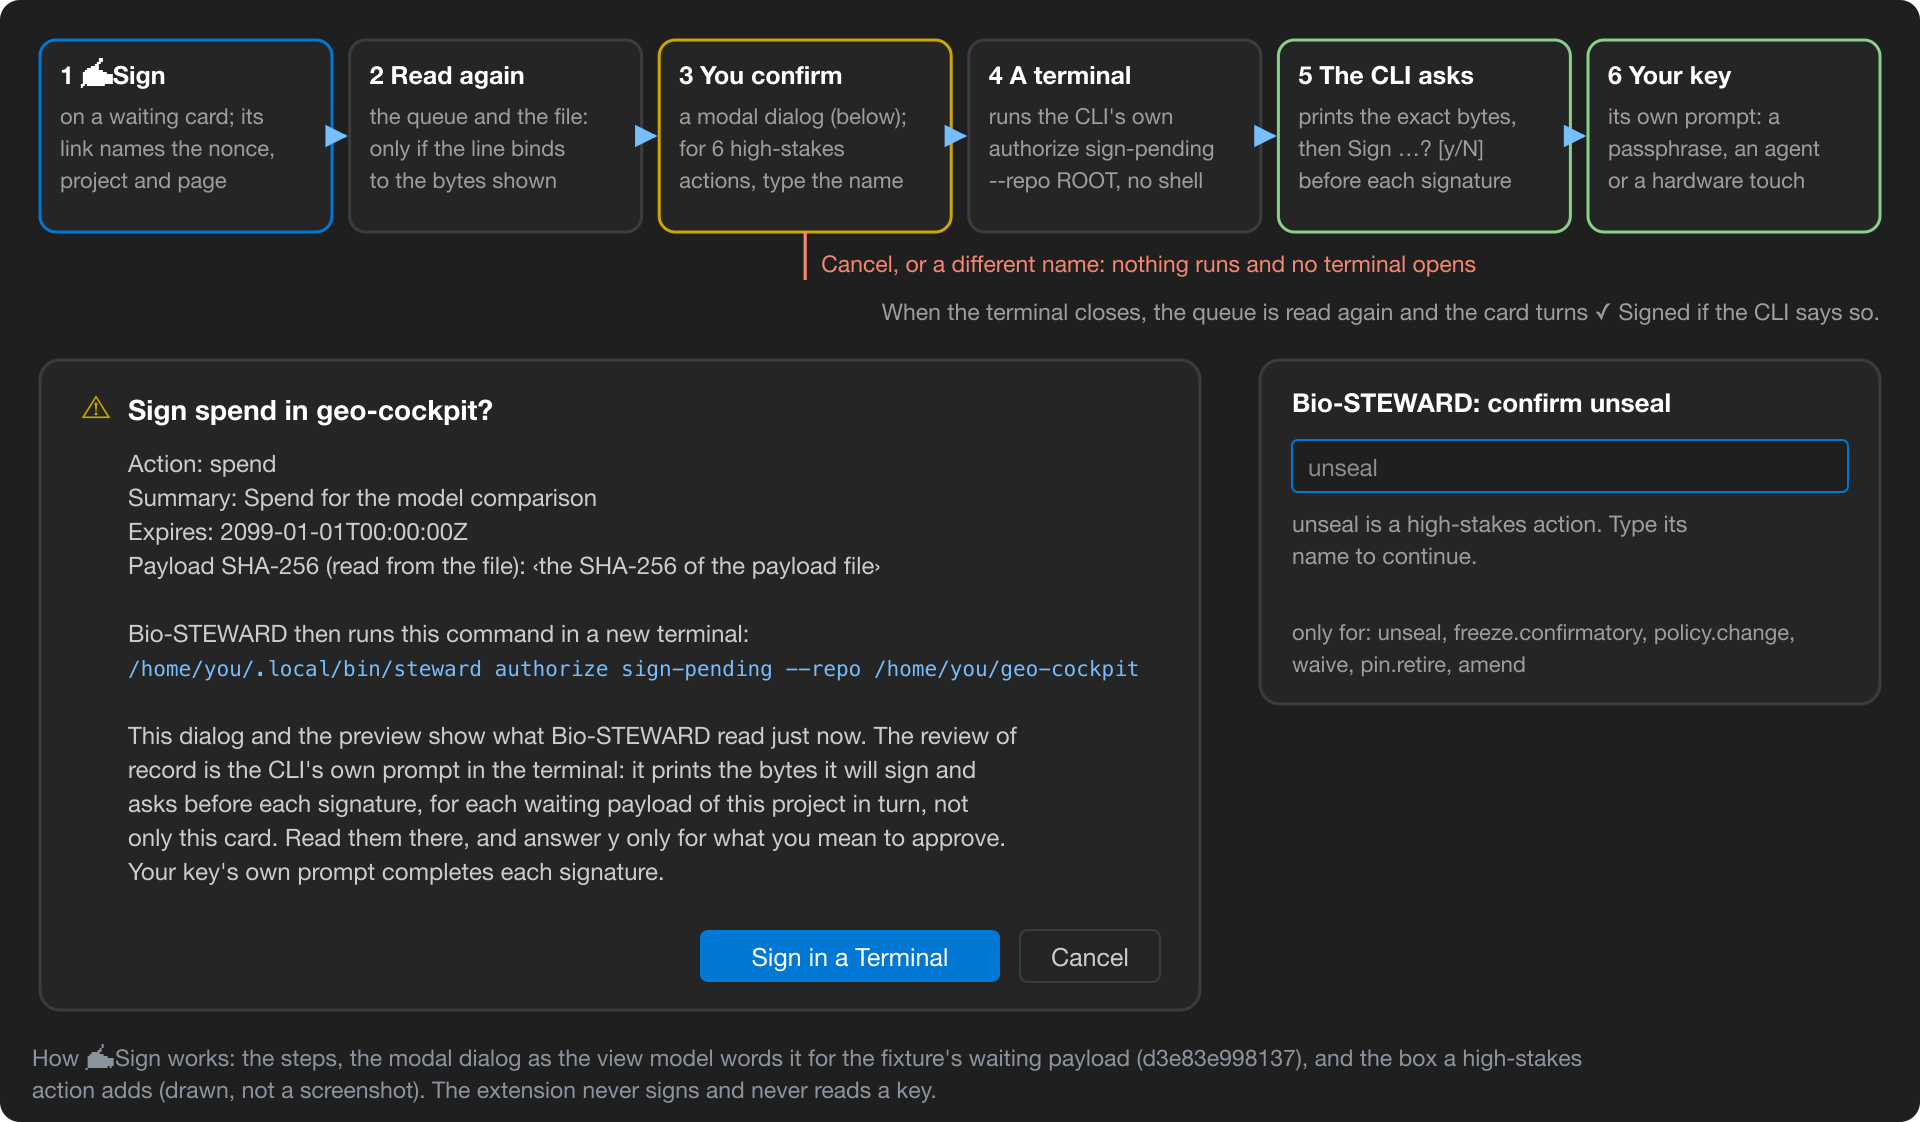 1 ✍Sign
on a waiting card; its
link names the nonce,
project and page
2 Read again
the queue and the file:
only if the line binds
to the bytes shown
3 You confirm
a modal dialog (below);
for 6 high-stakes
actions, type the name
4 A terminal
runs the CLI's own
authorize sign-pending
--repo ROOT, no shell
5 The CLI asks
prints the exact bytes,
then Sign …? [y/N]
before each signature
6 Your key
its own prompt: a
passphrase, an agent
or a hardware touch
Cancel, or a different name: nothing runs and no terminal opens
When the terminal closes, the queue is read again and the card turns ✓ Signed if the CLI says so.
⚠ Sign spend in geo-cockpit?
Action: spend
Summary: Spend for the model comparison
Expires: 2099-01-01T00:00:00Z
Payload SHA-256 (read from the file): ‹the SHA-256 of the payload file›
Bio-STEWARD then runs this command in a new terminal:
/home/you/.local/bin/steward authorize sign-pending --repo /home/you/geo-cockpit
This dialog and the preview show what Bio-STEWARD read just now. The review of
record is the CLI's own prompt in the terminal: it prints the bytes it will sign and
asks before each signature, for each waiting payload of this project in turn, not
only this card. Read them there, and answer y only for what you mean to approve.
Your key's own prompt completes each signature.
Sign in a Terminal
Cancel
Bio-STEWARD: confirm unseal
unseal
unseal is a high-stakes action. Type its
name to continue.
only for: unseal, freeze.confirmatory, policy.change,
waive, pin.retire, amend
How ✍Sign works: the steps, the modal dialog as the view model words it for the fixture's waiting payload (d3e83e998137), and the box a high-stakes
action adds (drawn, not a screenshot). The extension never signs and never reads a key.